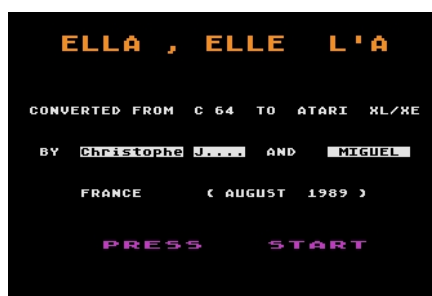 ELLA , ELLE L'A
CONVERTED FROM C 64 TO ATARI XL/XE
BY Christophe J.... AND MIGUEL
FRANCE ( AUGUST 1989 )
PRESS START